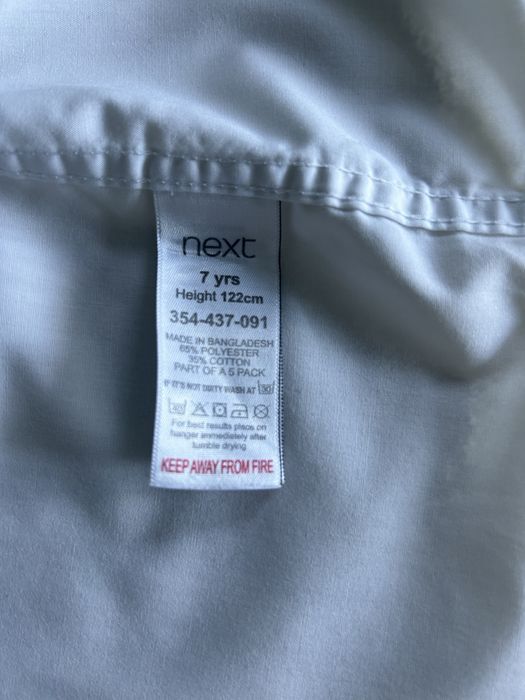 next
7 yrs
Height 122cm
354-437-091
MADE IN BANGLADESH
65% POLYESTER
35% COTTON
PART OF A 5 PACK
IF IT'S NOT DIRTY WASH AT 30
40
For best results place on
hanger immediately after
tumble drying
KEEP AWAY FROM FIRE